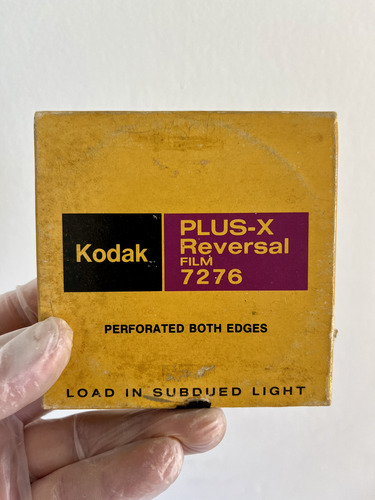 Kodak
PLUS-X
Reversal
FILM
7276
PERFORATED BOTH EDGES
LOAD IN SUBDUED LIGHT